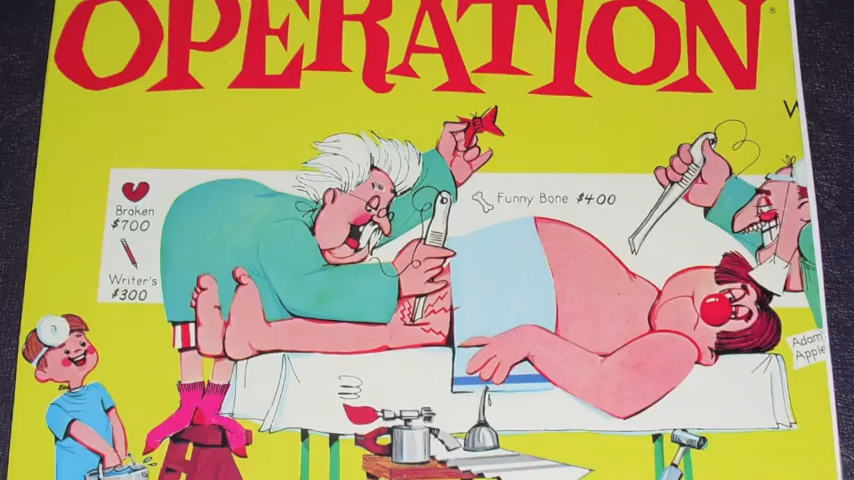 OPERATION
Broken
$700
Writer's
$300
Funny Bone $400
Adam'
Apple